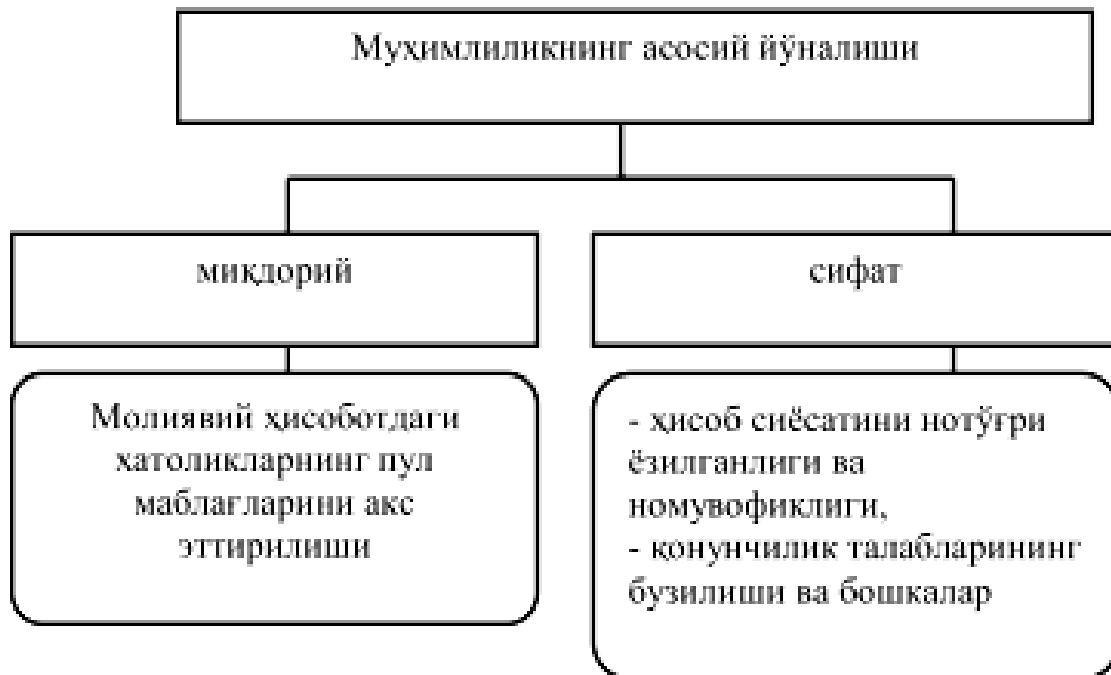 Муҳимлиликнинг асосий йўналиши
миқдорий
сифат
Молиявий ҳисоботдаги
хатоликларнинг пул
маблағларини акс
эттирилиши
- ҳисоб сиёсатини нотўғри
ёзилганлиги ва
номувофиклиги,
- қонунчилик талабларининг
бузилиши ва бошкалар